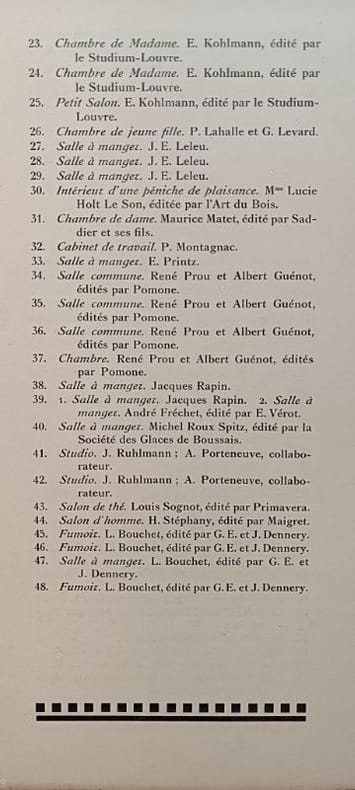 23. Chambre de Madame. E. Kohlmann, édité par
le Studium-Louvre.
24. Chambre de Madame. E. Kohlmann, édité par
le Studium-Louvre.
25. Petit Salon. E. Kohlmann, édité par le Studium-
Louvre.
26. Chambre de jeune fille. P. Lahalle et G. Levard.
27. Salle à manger. J. E. Leleu.
28. Salle à manger. J. E. Leleu.
29. Salle à manger. J. E. Leleu.
30. Intérieur d'une péniche de plaisance. Mme Lucie
Holt Le Son, éditée par l'Art du Bois.
31. Chambre de dame. Maurice Matet, édité par Sad-
dier et ses fils.
32. Cabinet de travail. P. Montagnac.
33. Salle à manger. E. Printz.
34. Salle commune. René Prou et Albert Guénot,
édités par Pomone.
35. Salle commune. René Prou et Albert Guénot,
édités par Pomone.
36. Salle commune. René Prou et Albert Guénot,
édités par Pomone.
37. Chambre. René Prou et Albert Guénot, édités
par Pomone.
38. Salle à manger. Jacques Rapin.
39. 1. Salle à manger. Jacques Rapin. 2. Salle à
manger. André Fréchet, édité par E. Vérot.
40. Salle à manger. Michel Roux Spitz, édité par la
Société des Glaces de Boussais.
41. Studio. J. Ruhlmann ; A. Porteneuve, collabo-
rateur.
42. Studio. J. Ruhlmann ; A. Porteneuve, collabo-
rateur.
43. Salon de thé. Louis Sognot, édité par Primavera.
44. Salon d'homme. H. Stéphany, édité par Maigret.
45. Fumoir. L. Bouchet, édité par G. E. et J. Dennery.
46. Fumoir. L. Bouchet, édité par G. E. et J. Dennery.
47. Salle à manger. L. Bouchet, édité par G. E. et
J. Dennery.
48. Fumoir. L. Bouchet, édité par G. E. et J. Dennery.